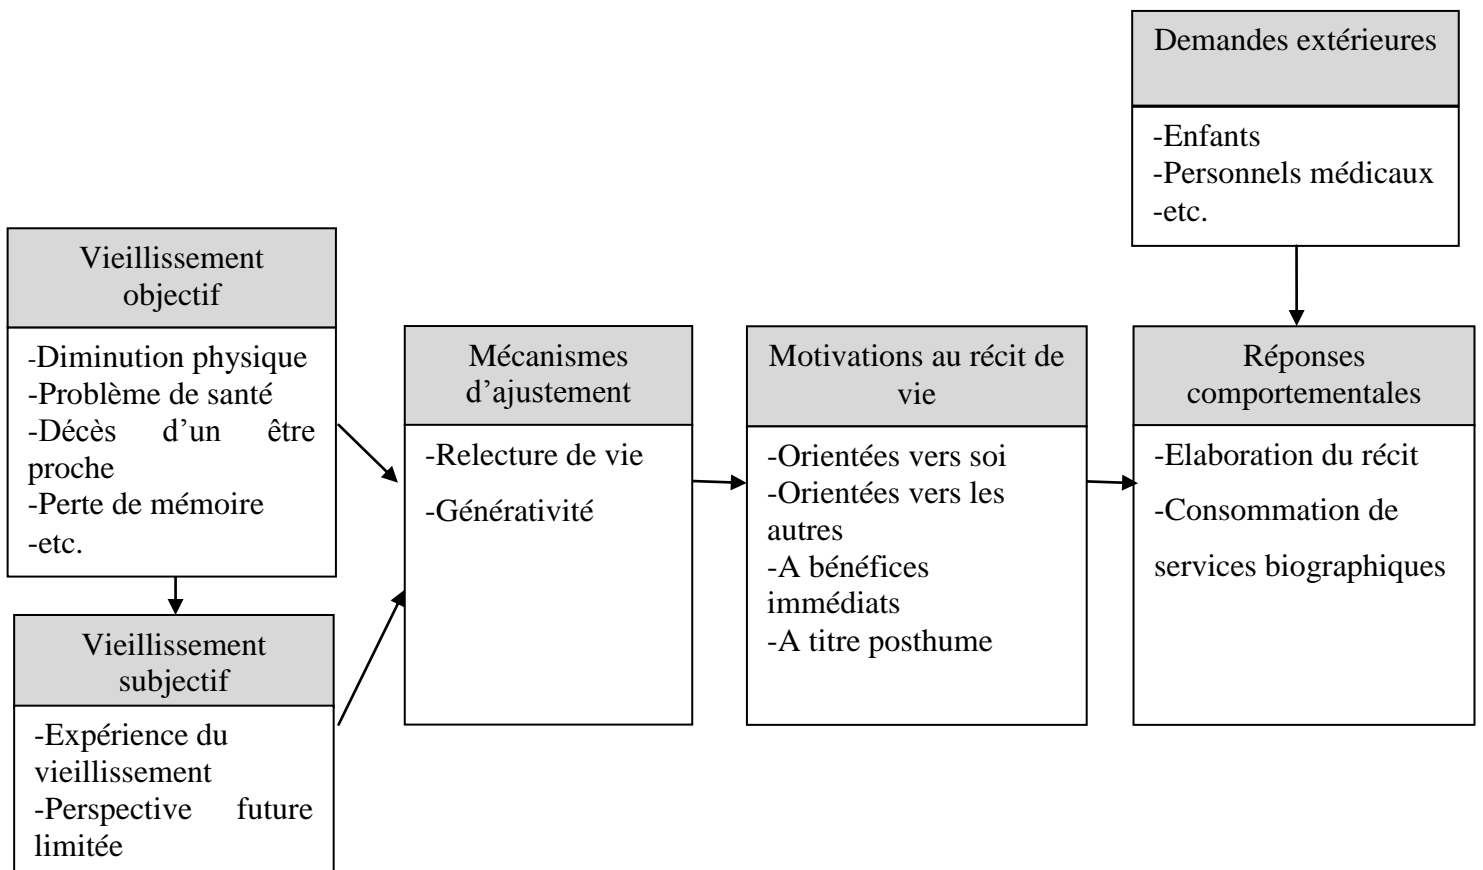 Demandes extérieures
-Enfants
-Personnels médicaux
-etc.
Vieillissement
objectif
-Diminution physique
-Problème de santé
-Décès d’un être
proche
-Perte de mémoire
-etc.
Vieillissement
subjectif
-Expérience du
vieillissement
-Perspective future
limitée
Mécanismes
d’ajustement
-Relecture de vie
-Générativité
Motivations au récit de
vie
-Orientées vers soi
-Orientées vers les
autres
-A bénéfices
immédiats
-A titre posthume
Réponses
comportementales
-Elaboration du récit
-Consommation de
services biographiques